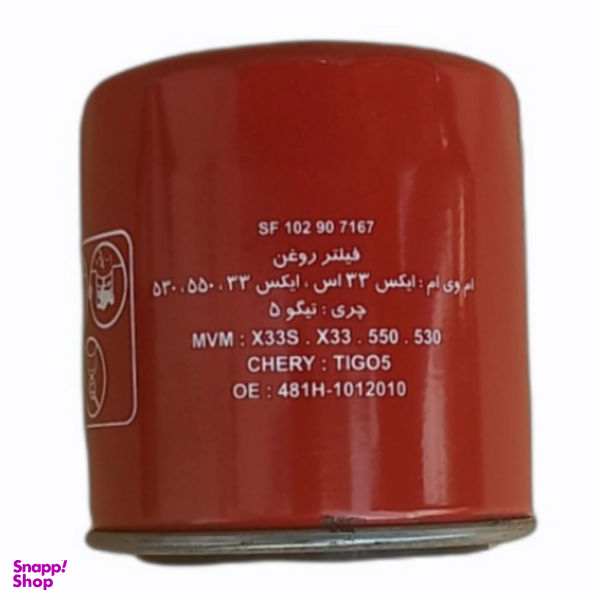 SF 102 90 7167
فیلتر روغن
ام وی ام : ایکس ۳۳ اس ، ایکس ۳۳ ، ۵۵۰ ، ۵۳۰
چری : تیگو ۵
MVM : X33S . X33 . 550 . 530
CHERY : TIGO5
OE : 481H-1012010
Snapp!
Shop